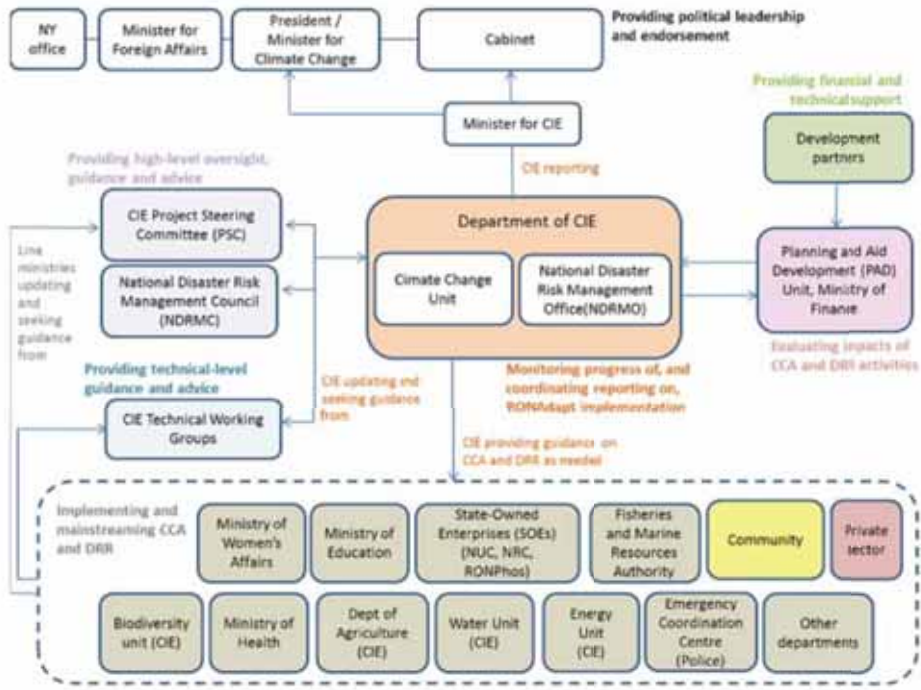 NY
office
Minister for
Foreign Affairs
President /
Minister for
Climate Change
Cabinet
Providing political leadership
and endorsement
Minister for CIE
Providing financial and
technicalsupport
Development
partners
CIE reporting
Providing high-level oversight,
guidance and advice
CIE Project Steering
Committee (PSC)
National Disaster Risk
Management Council
(NDRMC)
Line
ministries
updating
and
seeking
guidance
from
Department of CIE
Cimate Change
Unit
National Disaster
Risk Management
Office(NDRMO)
Planning and Aid
Development (PAD)
Unit, Ministry of
Finance
Evaluating impacts of
CCA and DRR activities
Providing technical-level
guidance and advice
CIE Technical Working
Groups
CIE updating and
seeking guidance
from
Monitoring progress of, and
coordinating reporting on,
RONAdapt implementation
CIE providing guidance on
CCA and DRR as needed
Implementing and
mainstreaming CCA
and DRR
Ministry of
Women's
Affairs
Ministry of
Education
State-Owned
Enterprises (SOEs)
(NUC, NRC,
RONPhos)
Fisheries
and Marine
Resources
Authority
Community
Private
sector
Biodiversity
unit (CIE)
Ministry of
Health
Dept of
Agriculture
(CIE)
Water Unit
(CIE)
Energy
Unit
(CIE)
Emergency
Coordination
Centre
(Police)
Other
departments